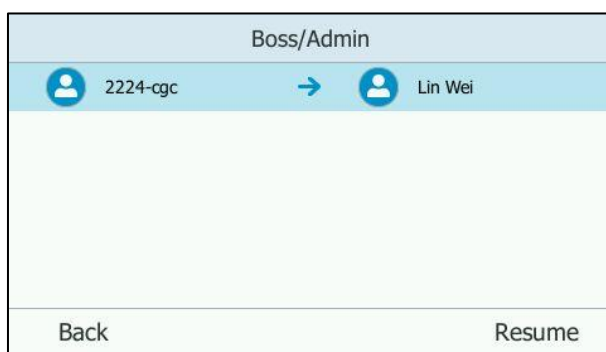 Boss/Admin
2224-cgc → Lin Wei
Back Resume